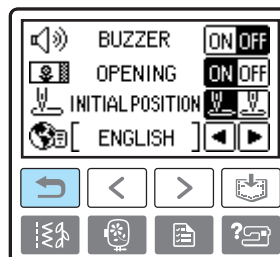 BUZZER ON OFF
OPENING ON OFF
INITIAL POSITION
[ ENGLISH ]